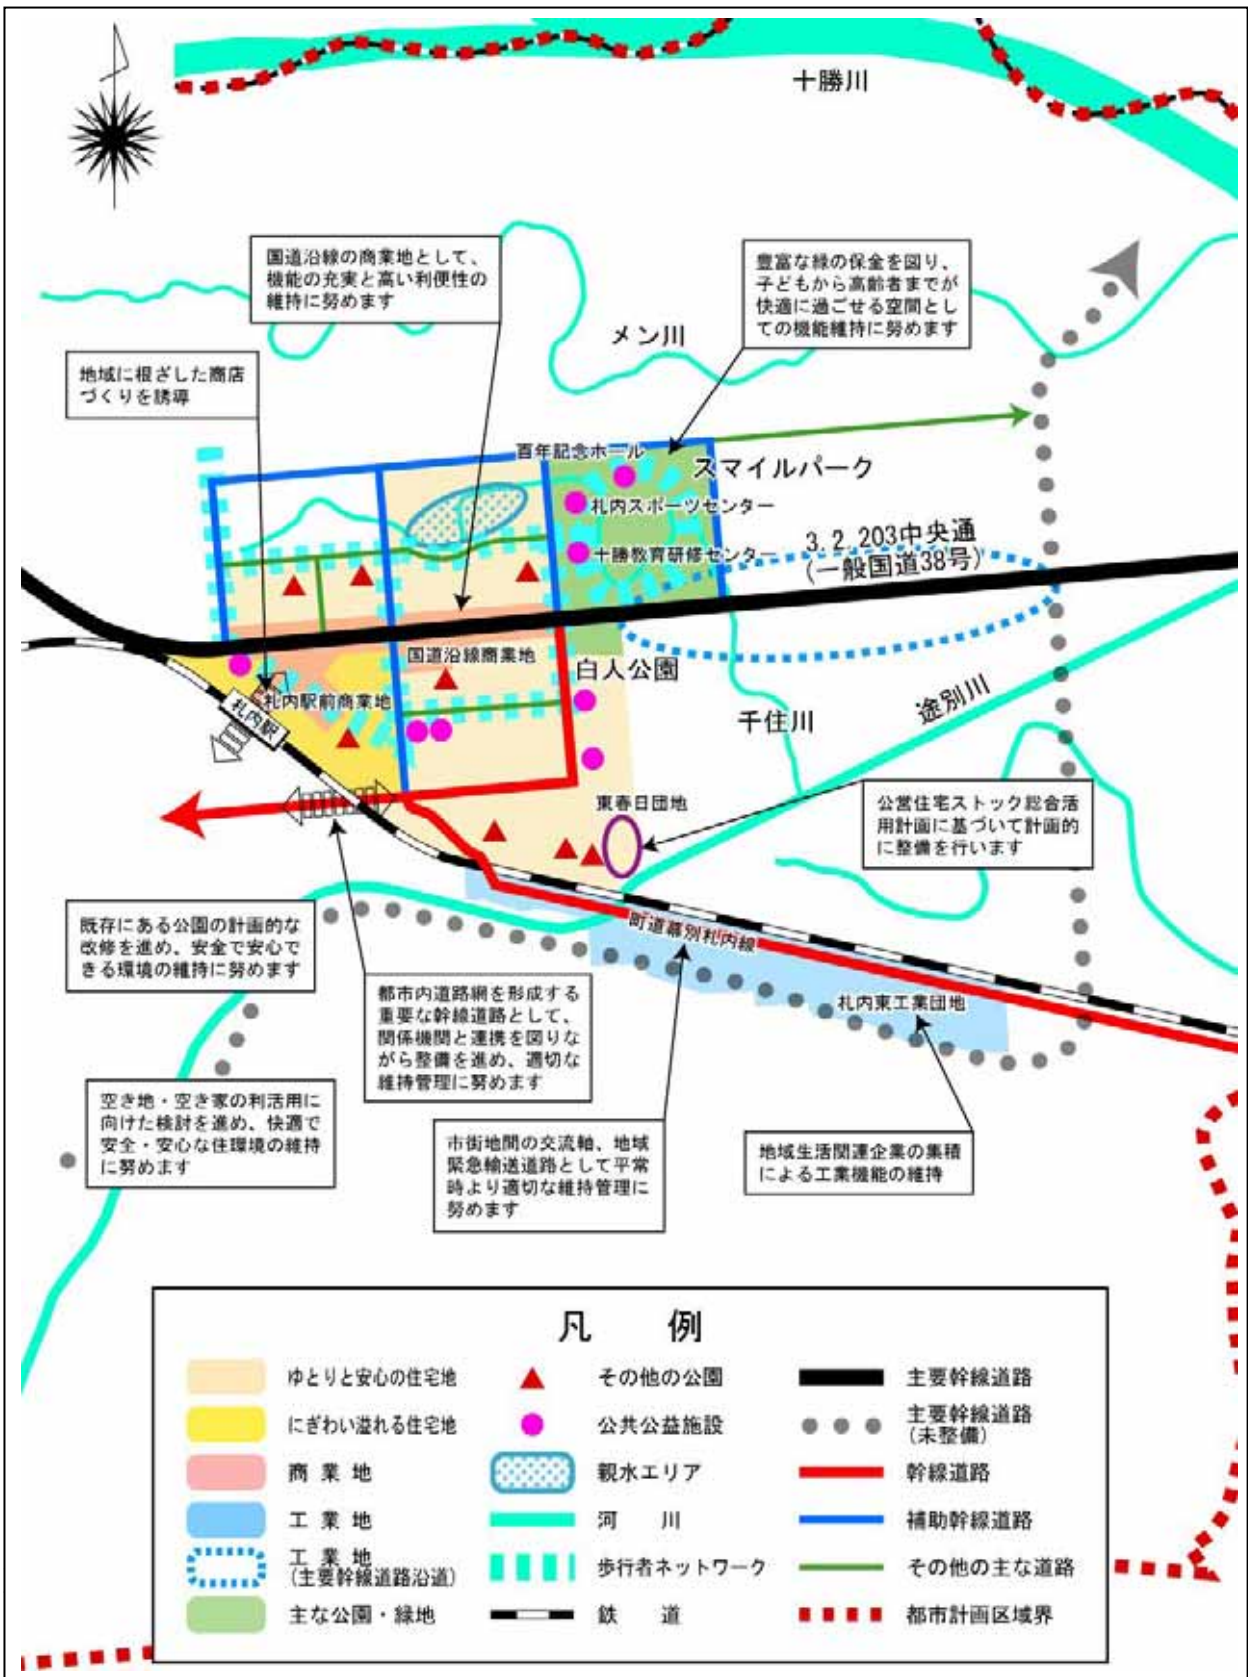 十勝川
国道沿線の商業地として、
機能の充実と高い利便性の
維持に努めます
豊富な緑の保全を図り、
子どもから高齢者までが
快適に過ごせる空間とし
ての機能維持に努めます
メン川
地域に根ざした商店
づくりを誘導
百年記念ホール
スマイルパーク
札内スポーツセンター
十勝教育研修センター
3.2.203中央通
(一般国道38号)
国道沿線商業地
白人公園
札内駅前商業地
札内駅
千住川
途別川
東春日団地
公営住宅ストック総合活
用計画に基づいて計画的
に整備を行います
既存にある公園の計画的な
改修を進め、安全で安心で
きる環境の維持に努めます
町道幕別札内線
札内東工業団地
都市内道路網を形成する
重要な幹線道路として、
関係機関と連携を図りな
がら整備を進め、適切な
維持管理に努めます
空き地・空き家の利活用に
向けた検討を進め、快適で
安全・安心な住環境の維持
に努めます
市街地間の交流軸、地域
緊急輸送道路として平常
時より適切な維持管理に
努めます
地域生活関連企業の集積
による工業機能の維持
凡 例
ゆとりと安心の住宅地
にぎわい溢れる住宅地
商 業 地
工 業 地
工 業 地
(主要幹線道路沿道)
主な公園・緑地
その他の公園
公共公益施設
親水エリア
河 川
歩行者ネットワーク
鉄 道
主要幹線道路
主要幹線道路
(未整備)
幹線道路
補助幹線道路
その他の主な道路
都市計画区域界